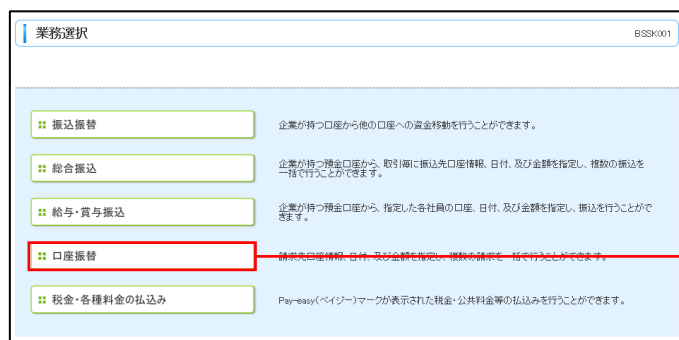 業務選択
BSSK001
振込振替
企業が持つ口座から他の口座への資金移動を行うことができます。
総合振込
企業が持つ預金口座から、取引毎に振込先口座情報、日付、及び金額を指定し、複数の振込を
一括で行うことができます。
給与・賞与振込
企業が持つ預金口座から、指定した各社員の口座、日付、及び金額を指定し、振込を行うことがで
きます。
口座振替
請求先口座情報、日付、及び金額を指定し、複数の請求を一括で行うことができます。
税金・各種料金の払込み
Pay-easy(ペイジー)マークが表示された税金・公共料金等の払込みを行うことができます。